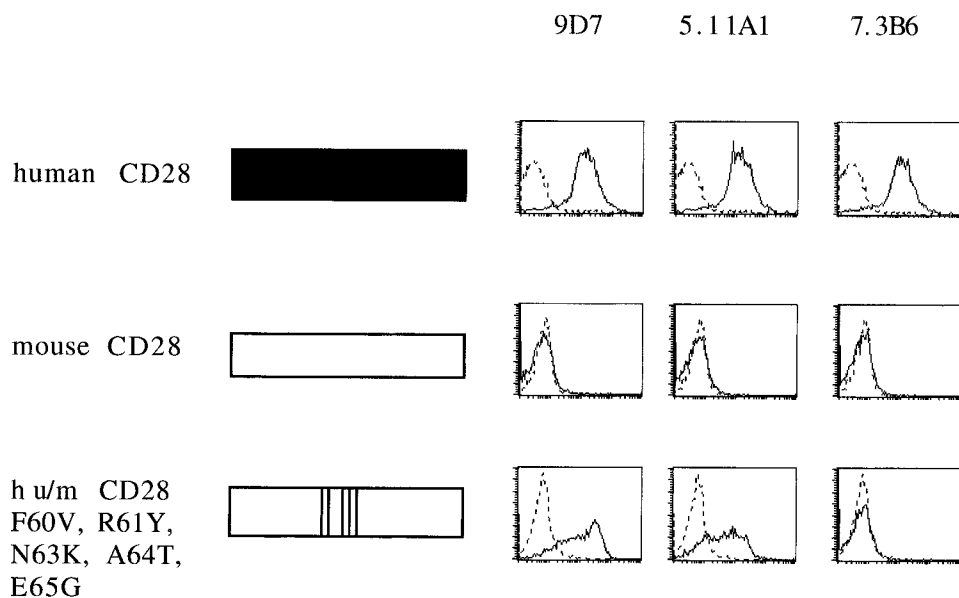 9D7 5.11A1 7.3B6
human CD28
mouse CD28
hu/m CD28
F60V, R61Y,
N63K, A64T,
E65G